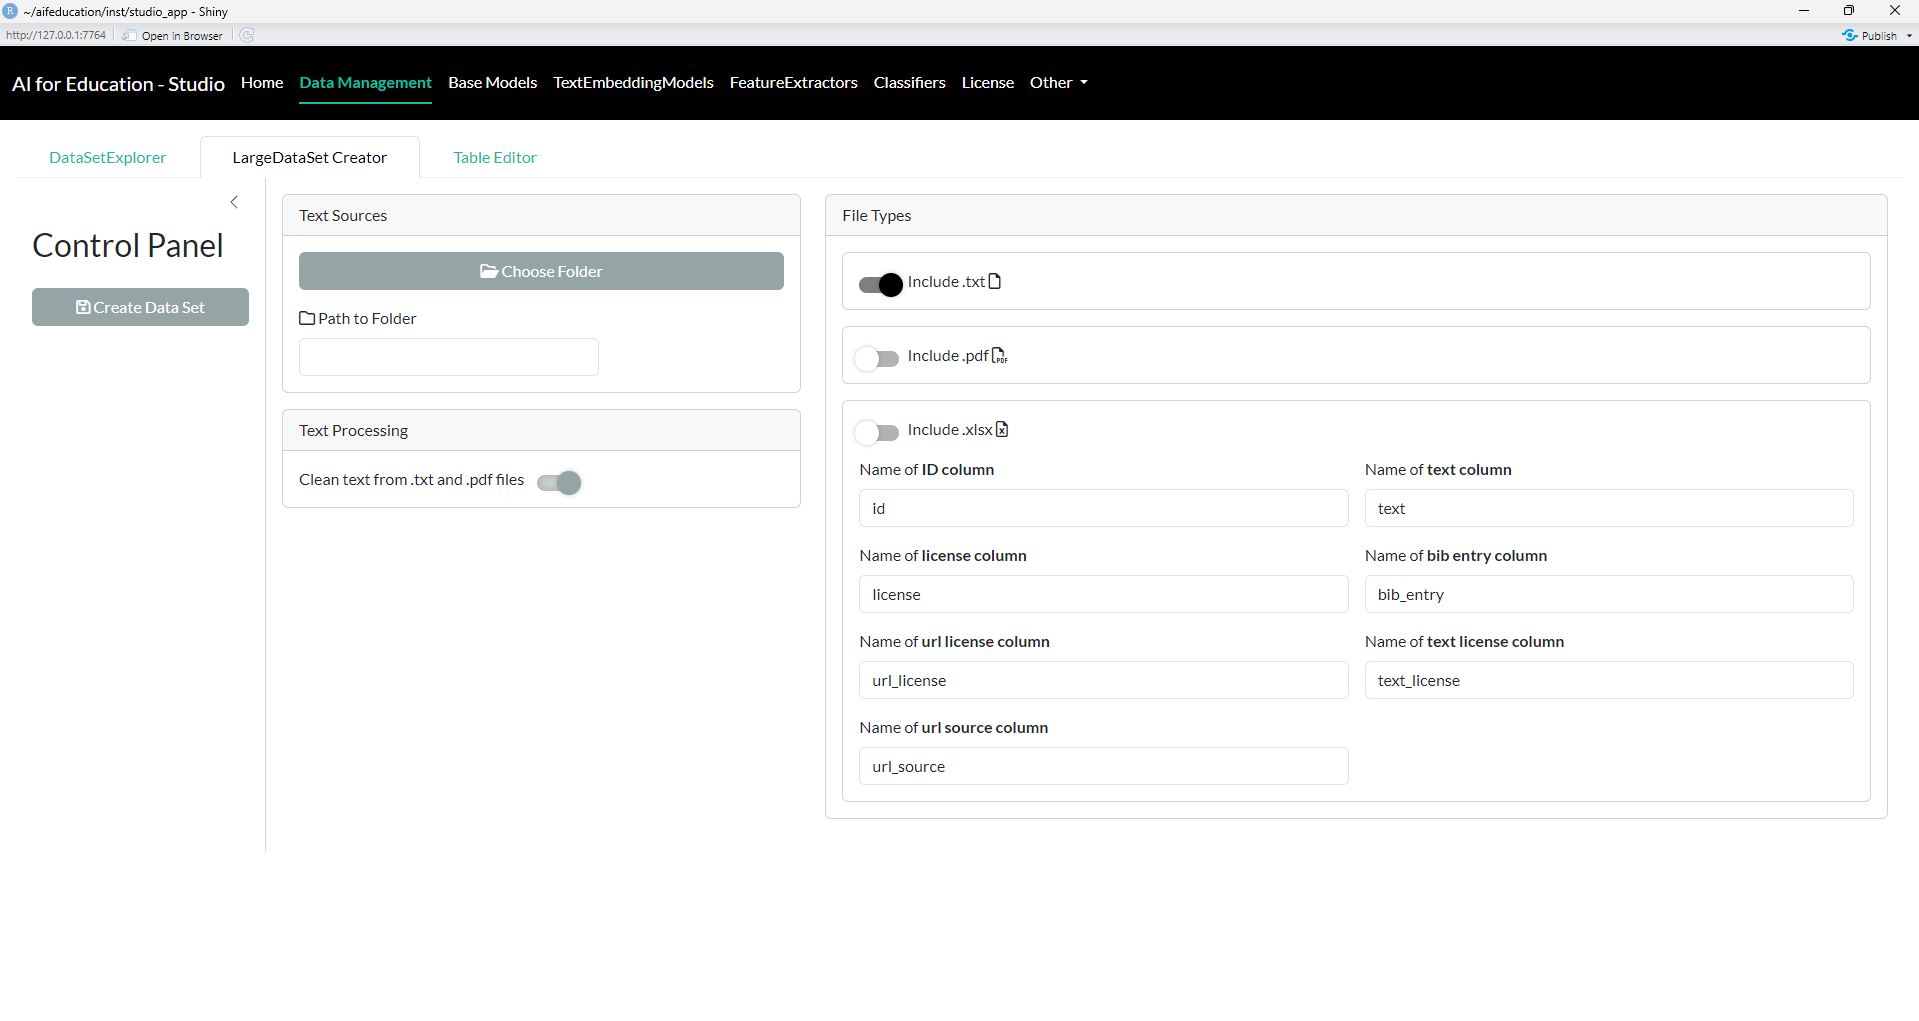 ~/aifeducation/inst/studio_app - Shiny
http://127.0.0.1:7764 Open in Browser Publish
AI for Education - Studio Home Data Management Base Models TextEmbeddingModels FeatureExtractors Classifiers License Other
DataSetExplorer LargeDataSet Creator Table Editor
Control Panel
Create Data Set
Text Sources
Choose Folder
Path to Folder
Text Processing
Clean text from .txt and .pdf files
File Types
Include .txt
Include .pdf
Include .xlsx
Name of ID column Name of text column
id text
Name of license column Name of bib entry column
license bib_entry
Name of url license column Name of text license column
url_license text_license
Name of url source column
url_source